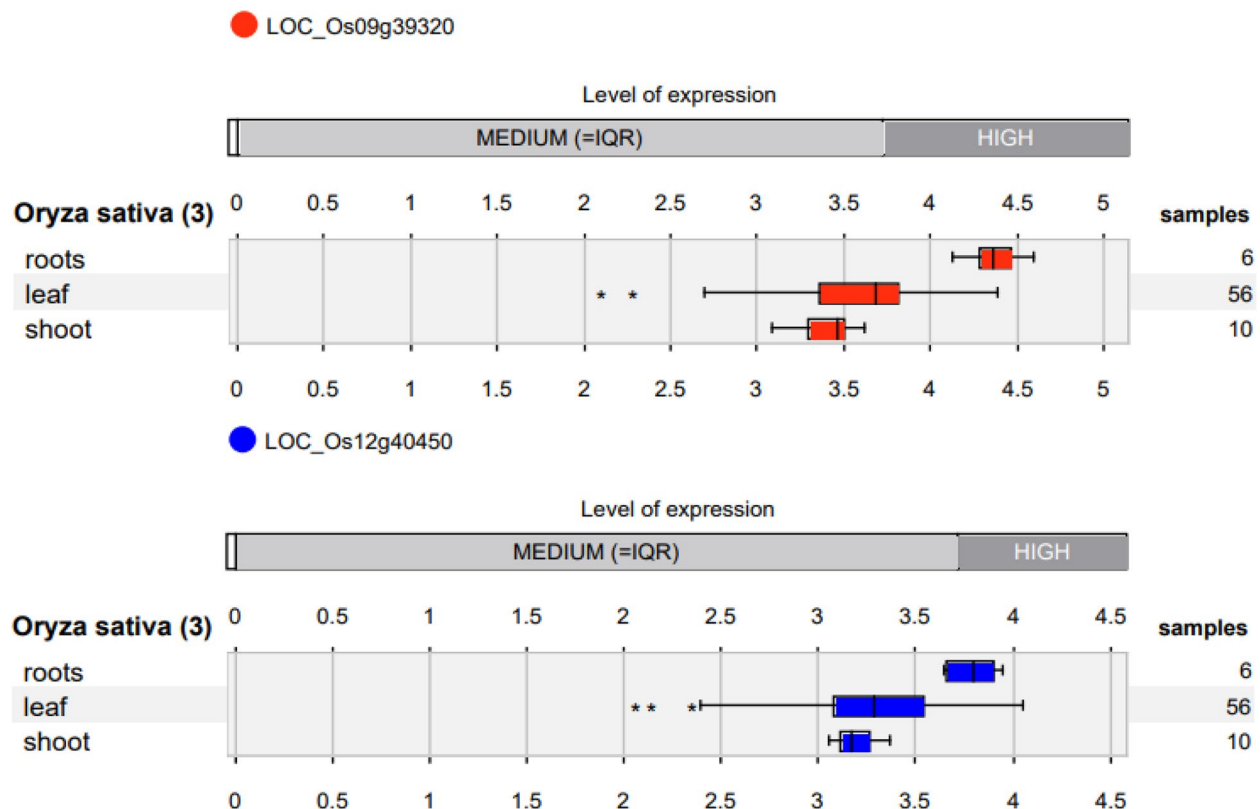 LOC_Os09g39320
Level of expression
MEDIUM (=IQR) HIGH
Oryza sativa (3) 0 0.5 1 1.5 2 2.5 3 3.5 4 4.5 5 samples
roots 6
leaf * * 56
shoot 10
0 0.5 1 1.5 2 2.5 3 3.5 4 4.5 5
LOC_Os12g40450
Level of expression
MEDIUM (=IQR) HIGH
Oryza sativa (3) 0 0.5 1 1.5 2 2.5 3 3.5 4 4.5 samples
roots 6
leaf ** * 56
shoot 10
0 0.5 1 1.5 2 2.5 3 3.5 4 4.5